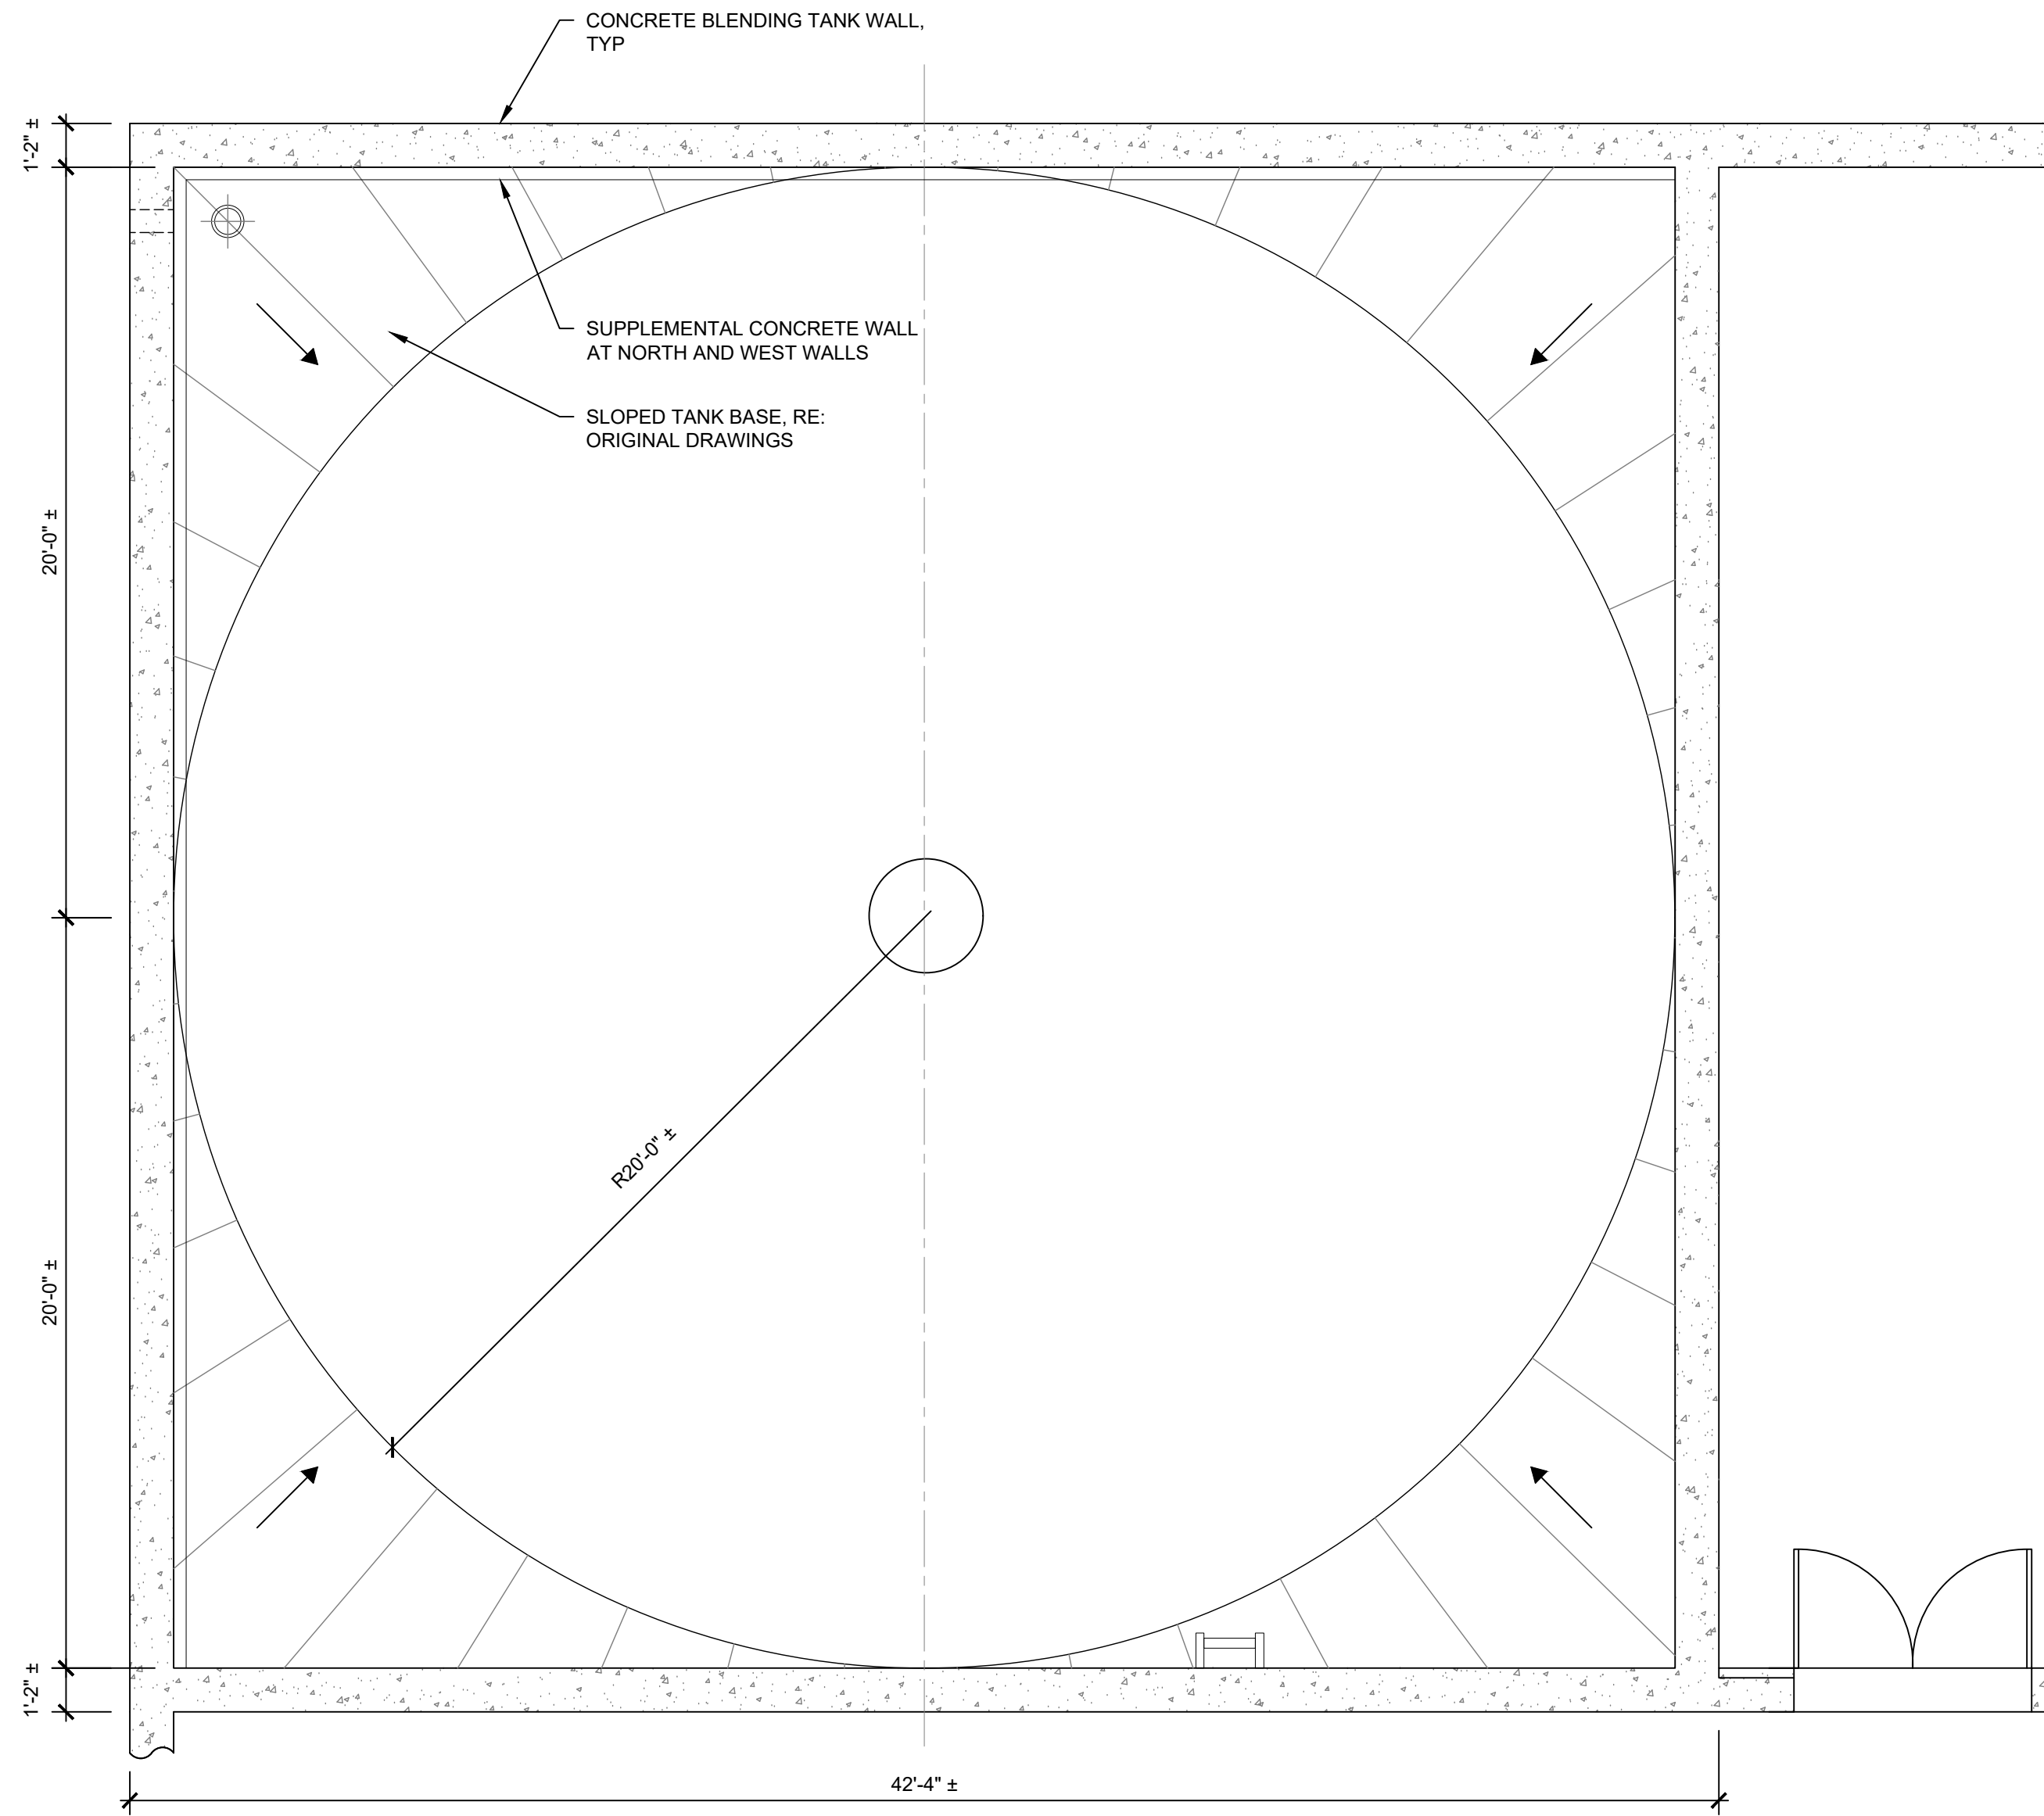 CONCRETE BLENDING TANK WALL,
TYP
1'-2" ±
SUPPLEMENTAL CONCRETE WALL
AT NORTH AND WEST WALLS
SLOPED TANK BASE, RE:
ORIGINAL DRAWINGS
20'-0" ±
R20'-0" ±
20'-0" ±
1'-2" ±
42'-4" ±